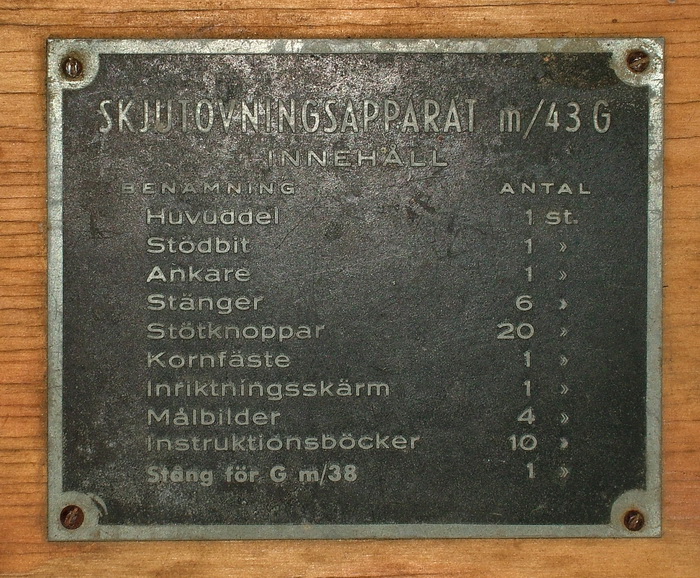 SKJUTÖVNINGSAPPARAT m/43 G
INNEHÅLL
BENÄMNING ANTAL
Huvuddel 1 st.
Stödbit 1 »
Ankare 1 »
Stänger 6 »
Stötknoppar 20 »
Kornfäste 1 »
Inriktningsskärm 1 »
Målbilder 4 »
Instruktionsböcker 10 »
Stång för G m/38 1 »